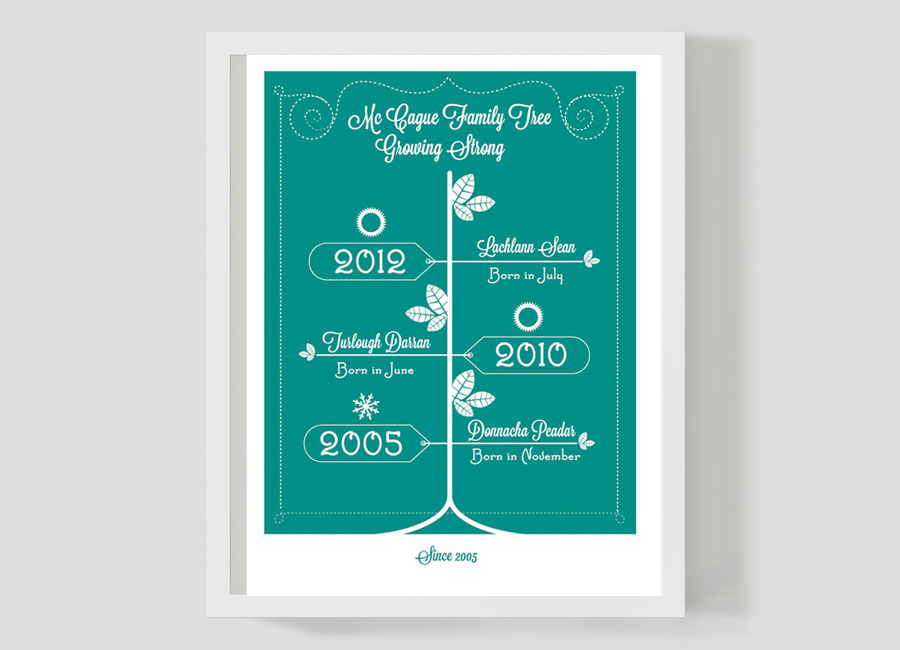 Mc Cague Family Tree
Growing Strong
2012
Lachlann Sean
Born in July
Turlough Darran
Born in June
2010
2005
Donnacha Peadar
Born in November
Since 2005